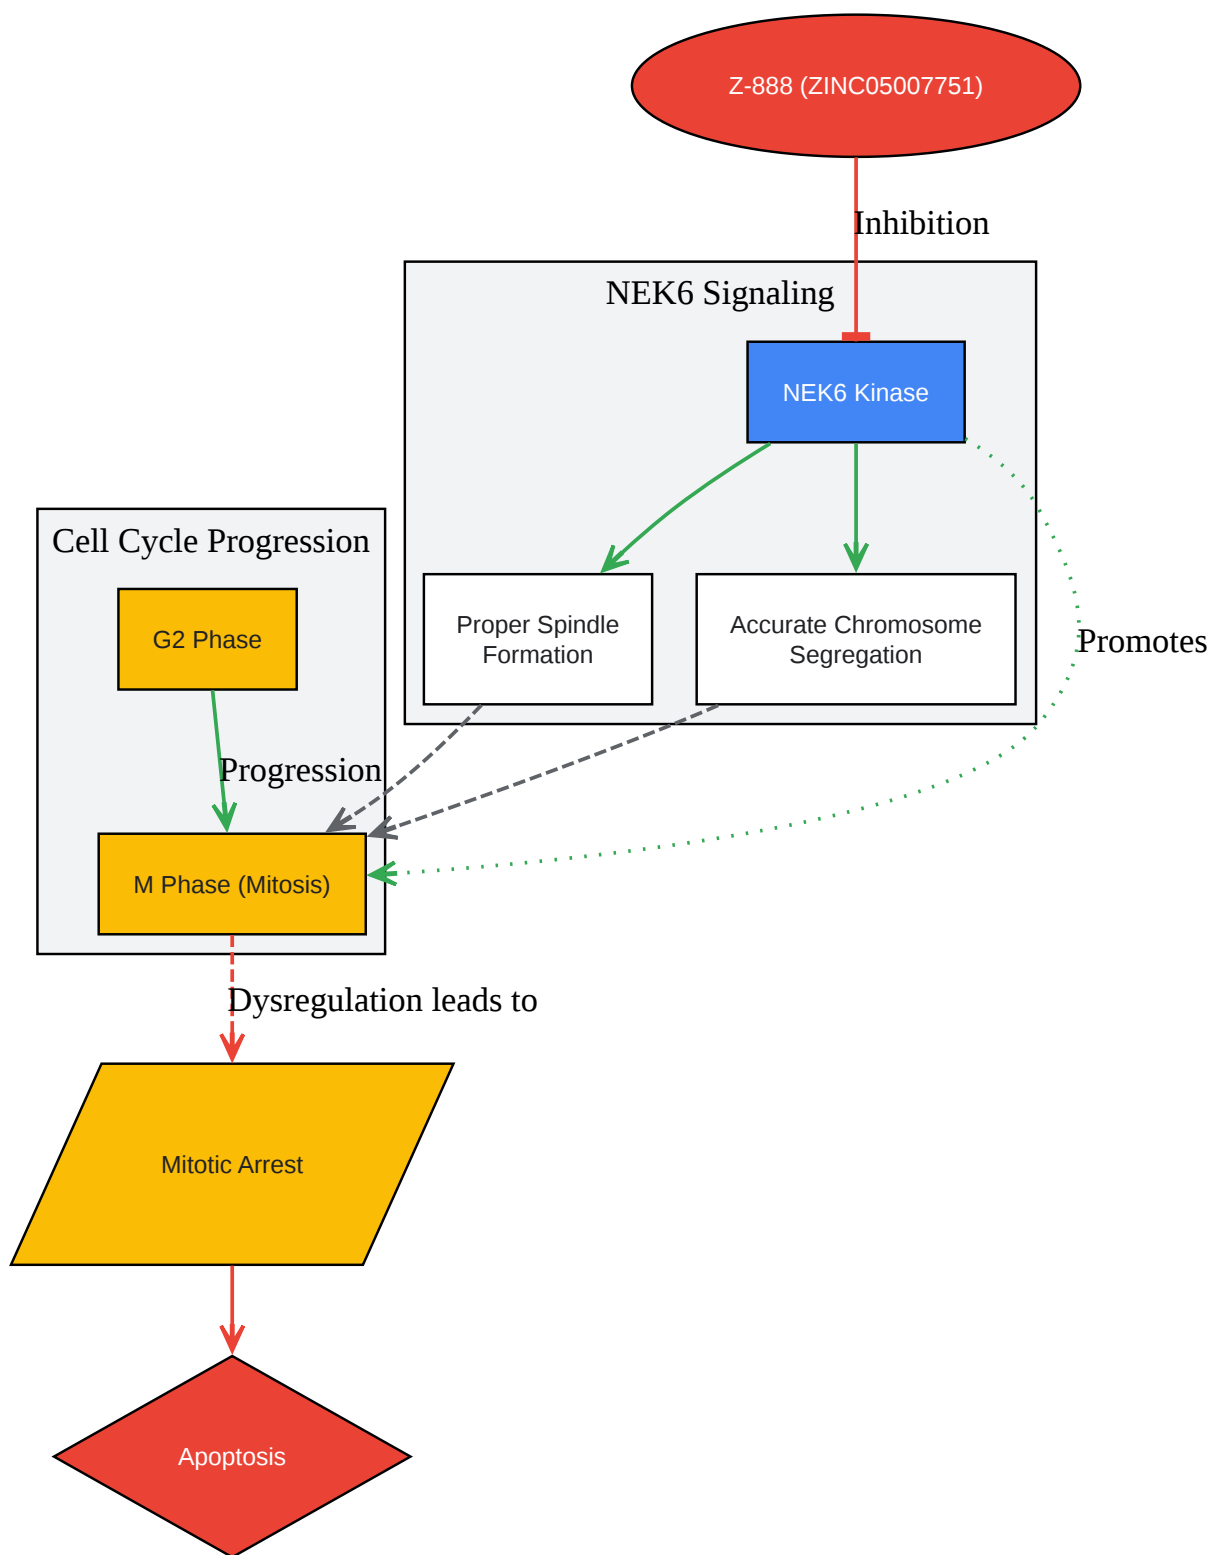 Z-888 (ZINC05007751)
Inhibition
NEK6 Signaling
NEK6 Kinase
Cell Cycle Progression
G2 Phase
Proper Spindle
Formation
Accurate Chromosome
Segregation
Promotes
Progression
M Phase (Mitosis)
Dysregulation leads to
Mitotic Arrest
Apoptosis